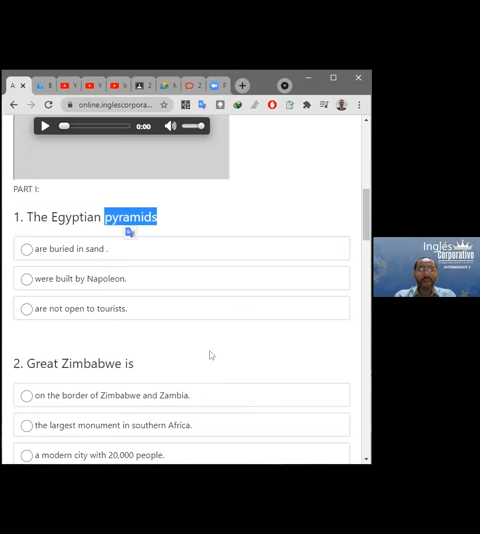 online.inglescorpora...
0:00
PART I:
1. The Egyptian pyramids
are buried in sand .
were built by Napoleon.
are not open to tourists.
Inglés
Corporativo
INTERMEDIATE 2
2. Great Zimbabwe is
on the border of Zimbabwe and Zambia.
the largest monument in southern Africa.
a modern city with 20,000 people.